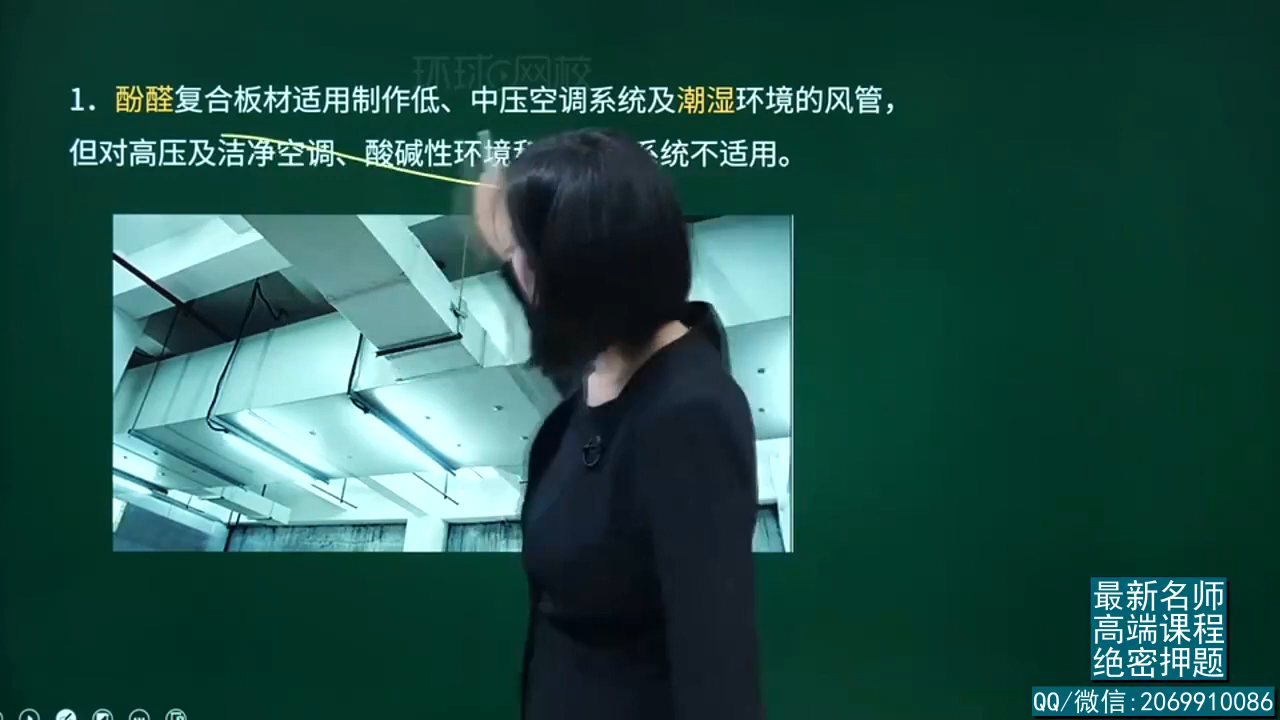 环球网校
1. 酚醛复合板材适用制作低、中压空调系统及潮湿环境的风管，
但对高压及洁净空调、酸碱性环境 系统不适用。
最新名师
高端课程
绝密押题
QQ/微信:2069910086